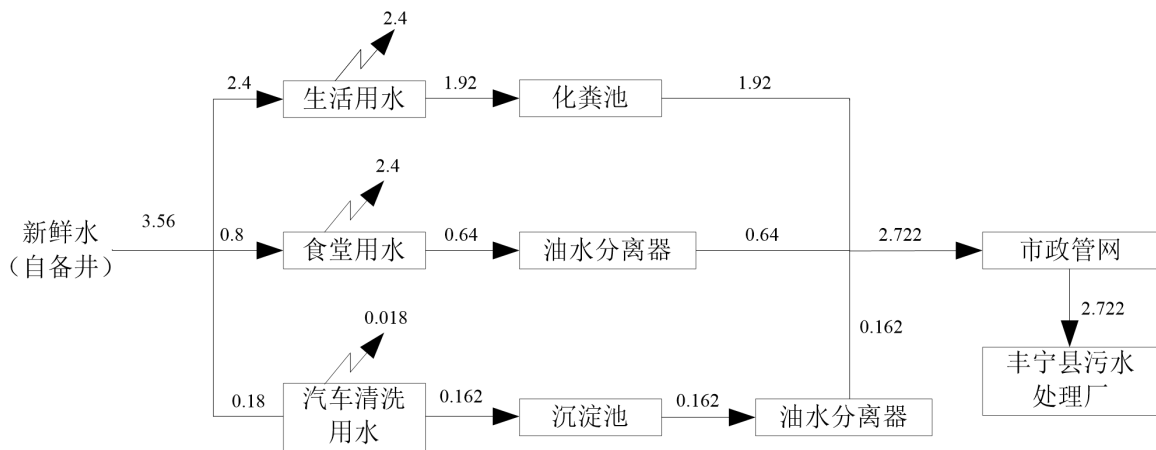 2.4
2.4
生活用水
1.92
化粪池
1.92
2.4
新鲜水
（自备井）
3.56
0.8
食堂用水
0.64
油水分离器
0.64
2.722
市政管网
2.722
0.018
0.162
丰宁县污水
处理厂
0.18
汽车清洗
用水
0.162
沉淀池
0.162
油水分离器